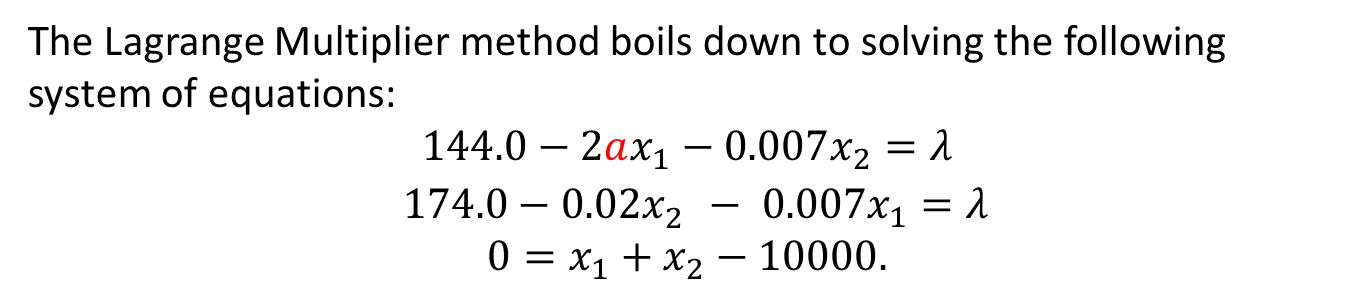 The Lagrange Multiplier method boils down to solving the following
system of equations:
144.0 − 2𝑎𝑥₁ − 0.007𝑥₂ = 𝜆
174.0 − 0.02𝑥₂ − 0.007𝑥₁ = 𝜆
0 = 𝑥₁ + 𝑥₂ − 10000.